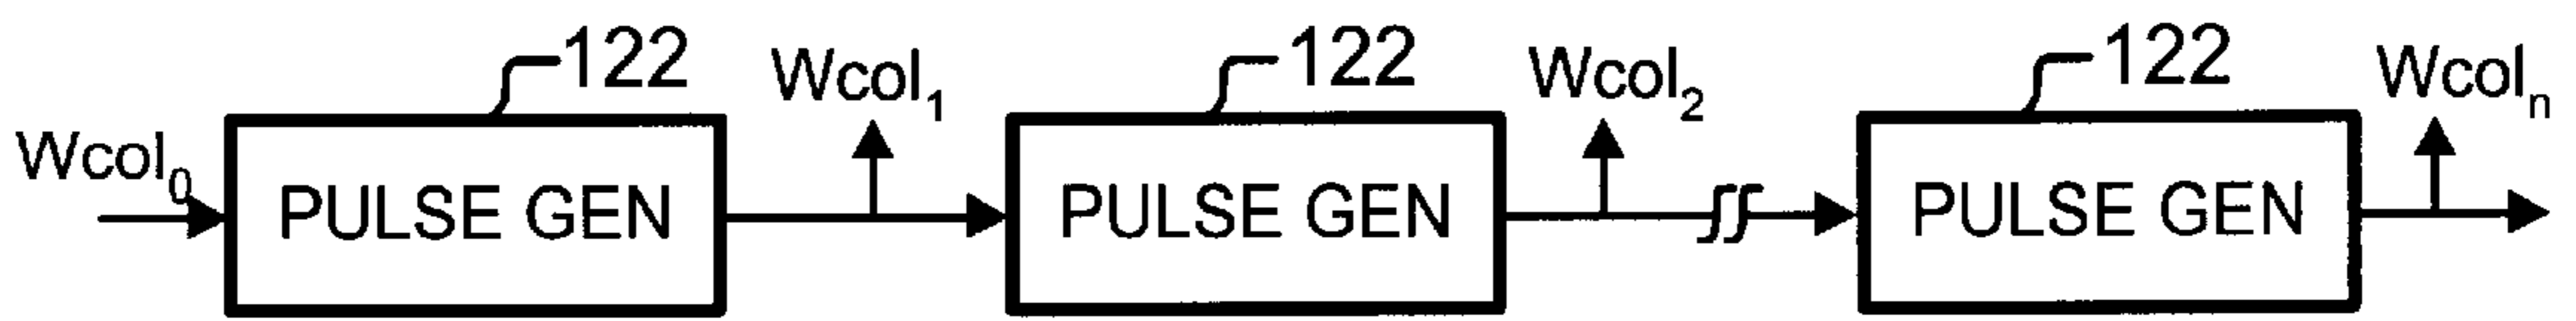 122
Wcol₁
122
Wcol₂
122
Wcolₙ
Wcol₀
PULSE GEN
PULSE GEN
PULSE GEN